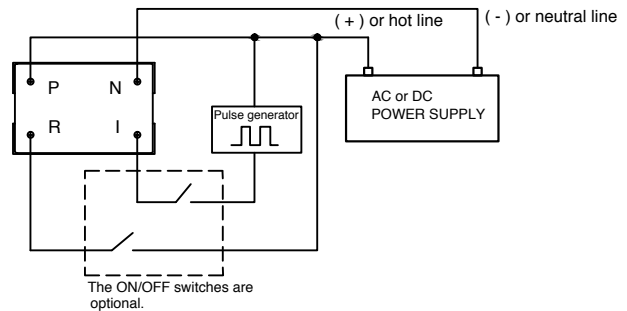 ( + ) or hot line
( - ) or neutral line
P
N
R
I
Pulse generator
AC or DC
POWER SUPPLY
The ON/OFF switches are
optional.